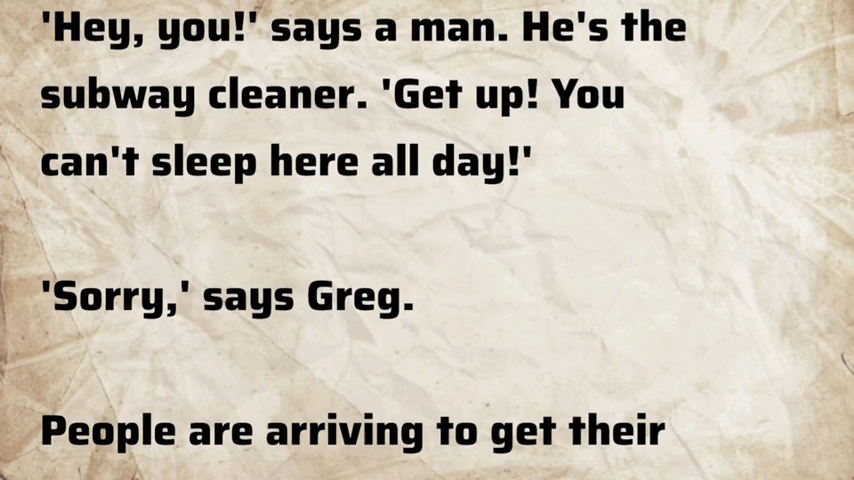 'Hey, you!' says a man. He's the
subway cleaner. 'Get up! You
can't sleep here all day!'
'Sorry,' says Greg.
People are arriving to get their